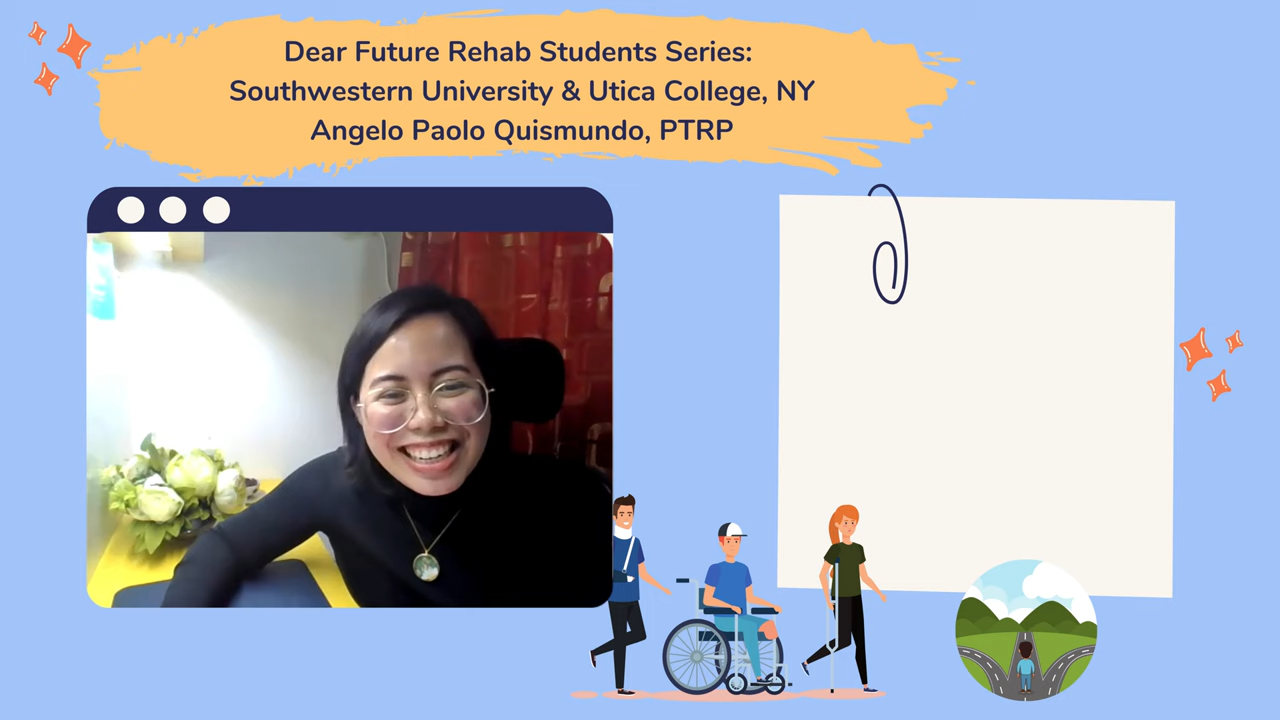 Dear Future Rehab Students Series:
Southwestern University & Utica College, NY
Angelo Paolo Quismundo, PTRP